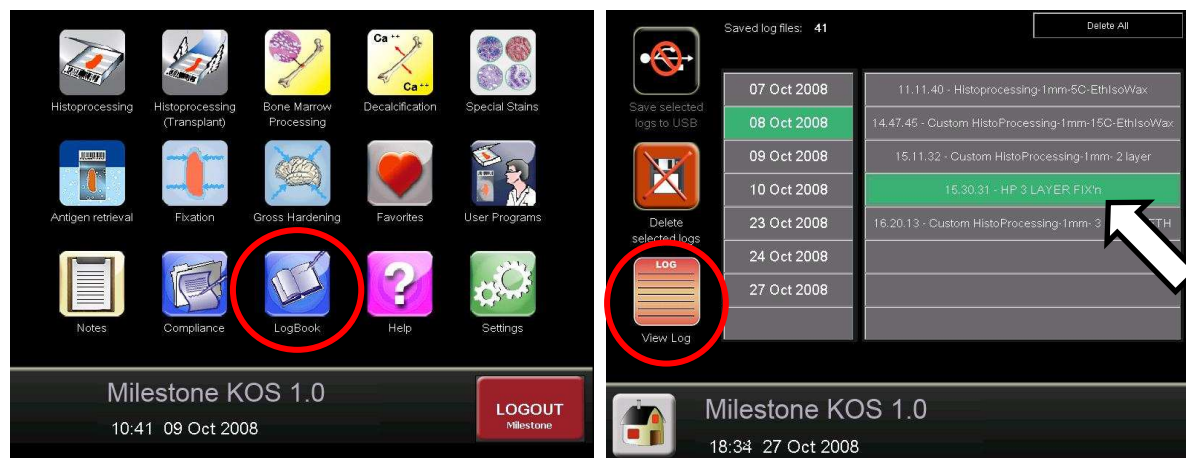 Ca ++
Ca ++
Histoprocessing
Histoprocessing
(Transplant)
Bone Marrow
Processing
Decalcification
Special Stains
Antigen retrieval
Fixation
Gross Hardening
Favorites
User Programs
Notes
Compliance
LogBook
?
Help
Settings
Milestone KOS 1.0
10:41 09 Oct 2008
LOGOUT
Milestone
Saved log files: 41
Delete All
Save selected
logs to USB
Delete
selected logs
LOG
View Log
07 Oct 2008
08 Oct 2008
09 Oct 2008
10 Oct 2008
23 Oct 2008
24 Oct 2008
27 Oct 2008
11.11.40 - Histoprocessing-1mm-5C-EthIsoWax
14.47.45 - Custom HistoProcessing-1mm-15C-EthIsoWax
15.11.32 - Custom HistoProcessing-1mm- 2 layer
15.30.31 - HP 3 LAYER FIX'n
16.20.13 - Custom HistoProcessing-1mm- 3
Milestone KOS 1.0
18:34 27 Oct 2008